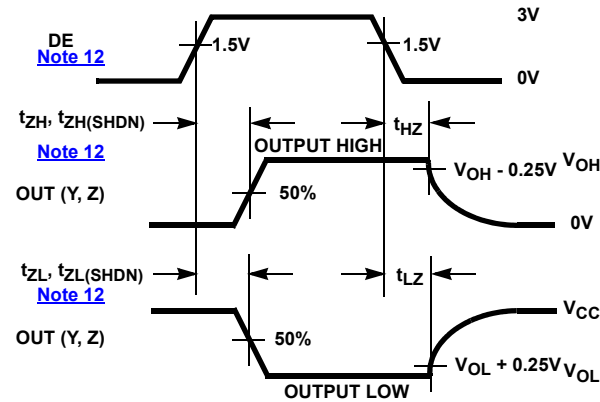 3V
DE
Note 12
1.5V 1.5V
0V
tZH, tZH(SHDN)
tHZ
Note 12
OUTPUT HIGH
VOH - 0.25V VOH
OUT (Y, Z)
50%
0V
tZL, tZL(SHDN)
tLZ
Note 12
VCC
OUT (Y, Z)
50%
VOL + 0.25V VOL
OUTPUT LOW